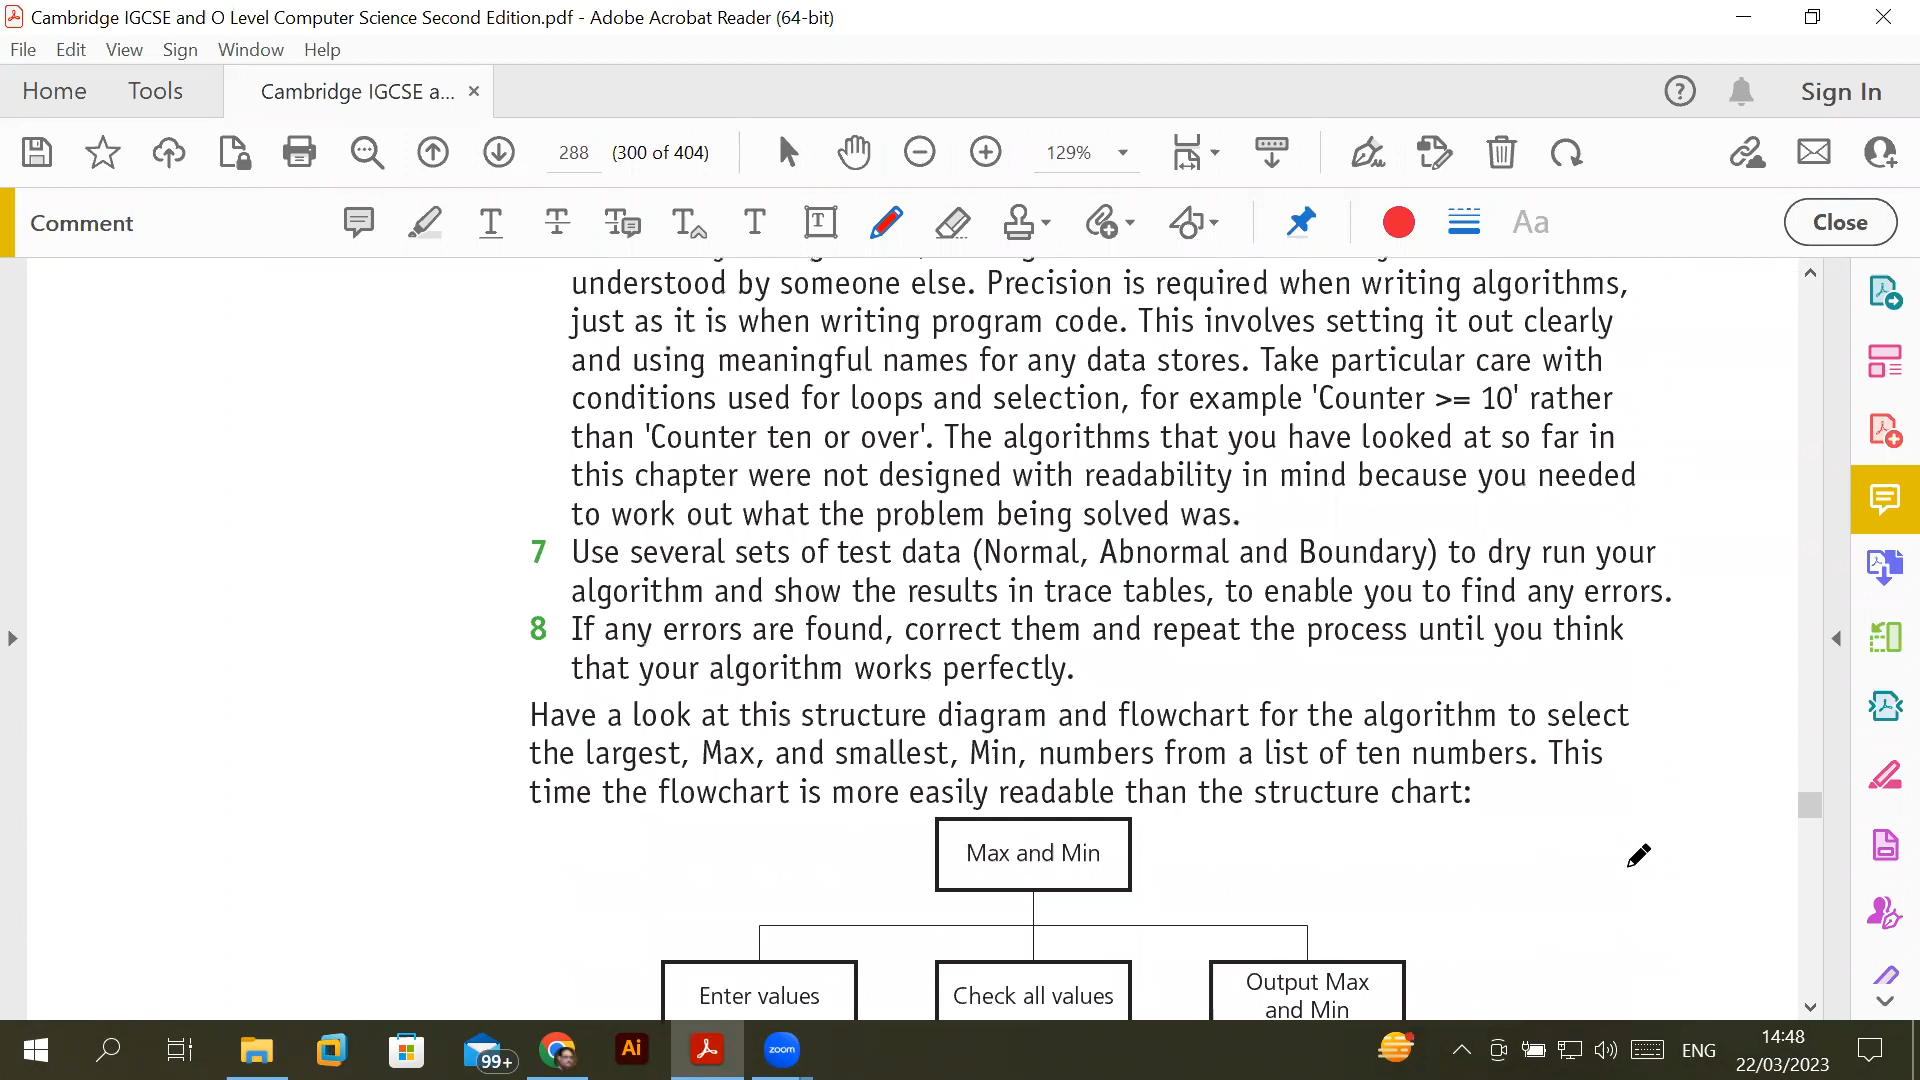 Cambridge IGCSE and O Level Computer Science Second Edition.pdf - Adobe Acrobat Reader (64-bit)
File Edit View Sign Window Help
Home Tools Cambridge IGCSE a... × Sign In
288 (300 of 404) 129%
Comment Aa Close
understood by someone else. Precision is required when writing algorithms,
just as it is when writing program code. This involves setting it out clearly
and using meaningful names for any data stores. Take particular care with
conditions used for loops and selection, for example 'Counter >= 10' rather
than 'Counter ten or over'. The algorithms that you have looked at so far in
this chapter were not designed with readability in mind because you needed
to work out what the problem being solved was.
7 Use several sets of test data (Normal, Abnormal and Boundary) to dry run your
algorithm and show the results in trace tables, to enable you to find any errors.
8 If any errors are found, correct them and repeat the process until you think
that your algorithm works perfectly.
Have a look at this structure diagram and flowchart for the algorithm to select
the largest, Max, and smallest, Min, numbers from a list of ten numbers. This
time the flowchart is more easily readable than the structure chart:
Max and Min
Enter values
Check all values
Output Max
and Min
99+
Ai
zoom
ENG
14:48
22/03/2023